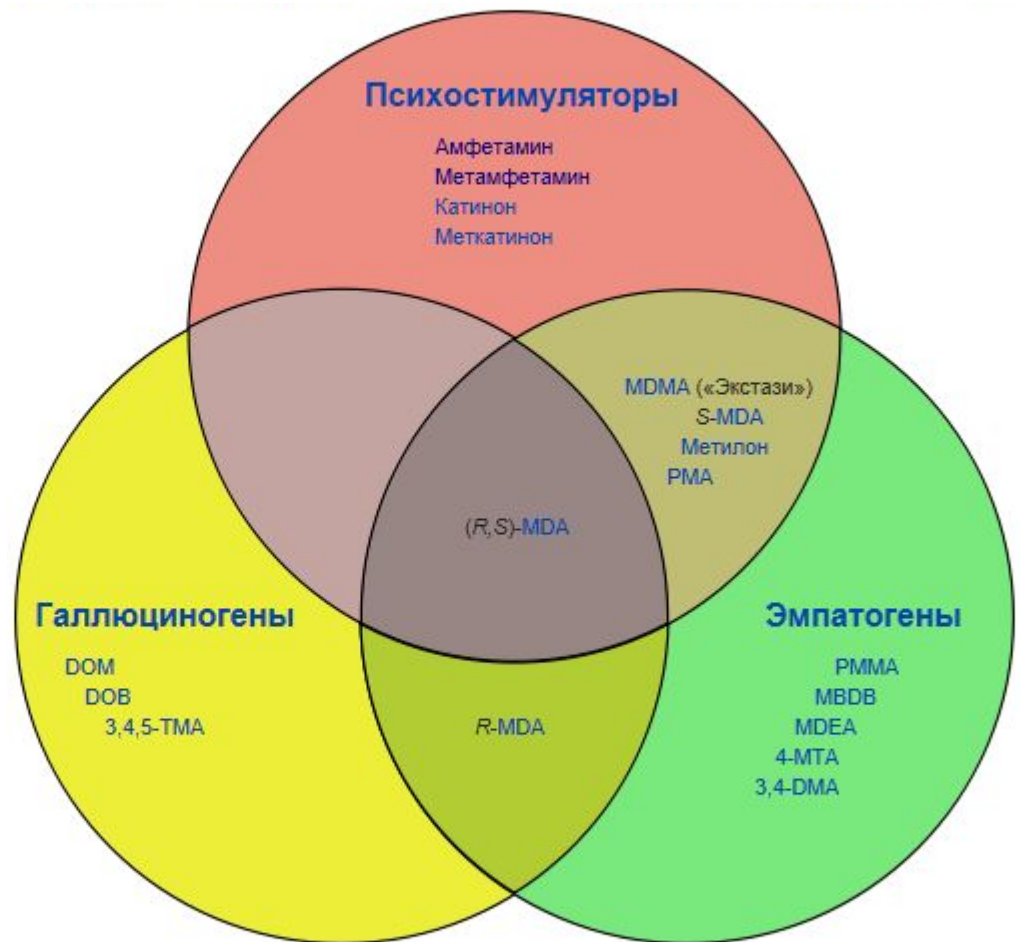 Психостимуляторы
Амфетамин
Метамфетамин
Катинон
Меткатинон
MDMA («Экстази»)
S-MDA
Метилон
PMA
(R,S)-MDA
Галлюциногены
DOM
DOB
3,4,5-TMA
R-MDA
Эмпатогены
PMMA
MBDB
MDEA
4-MTA
3,4-DMA